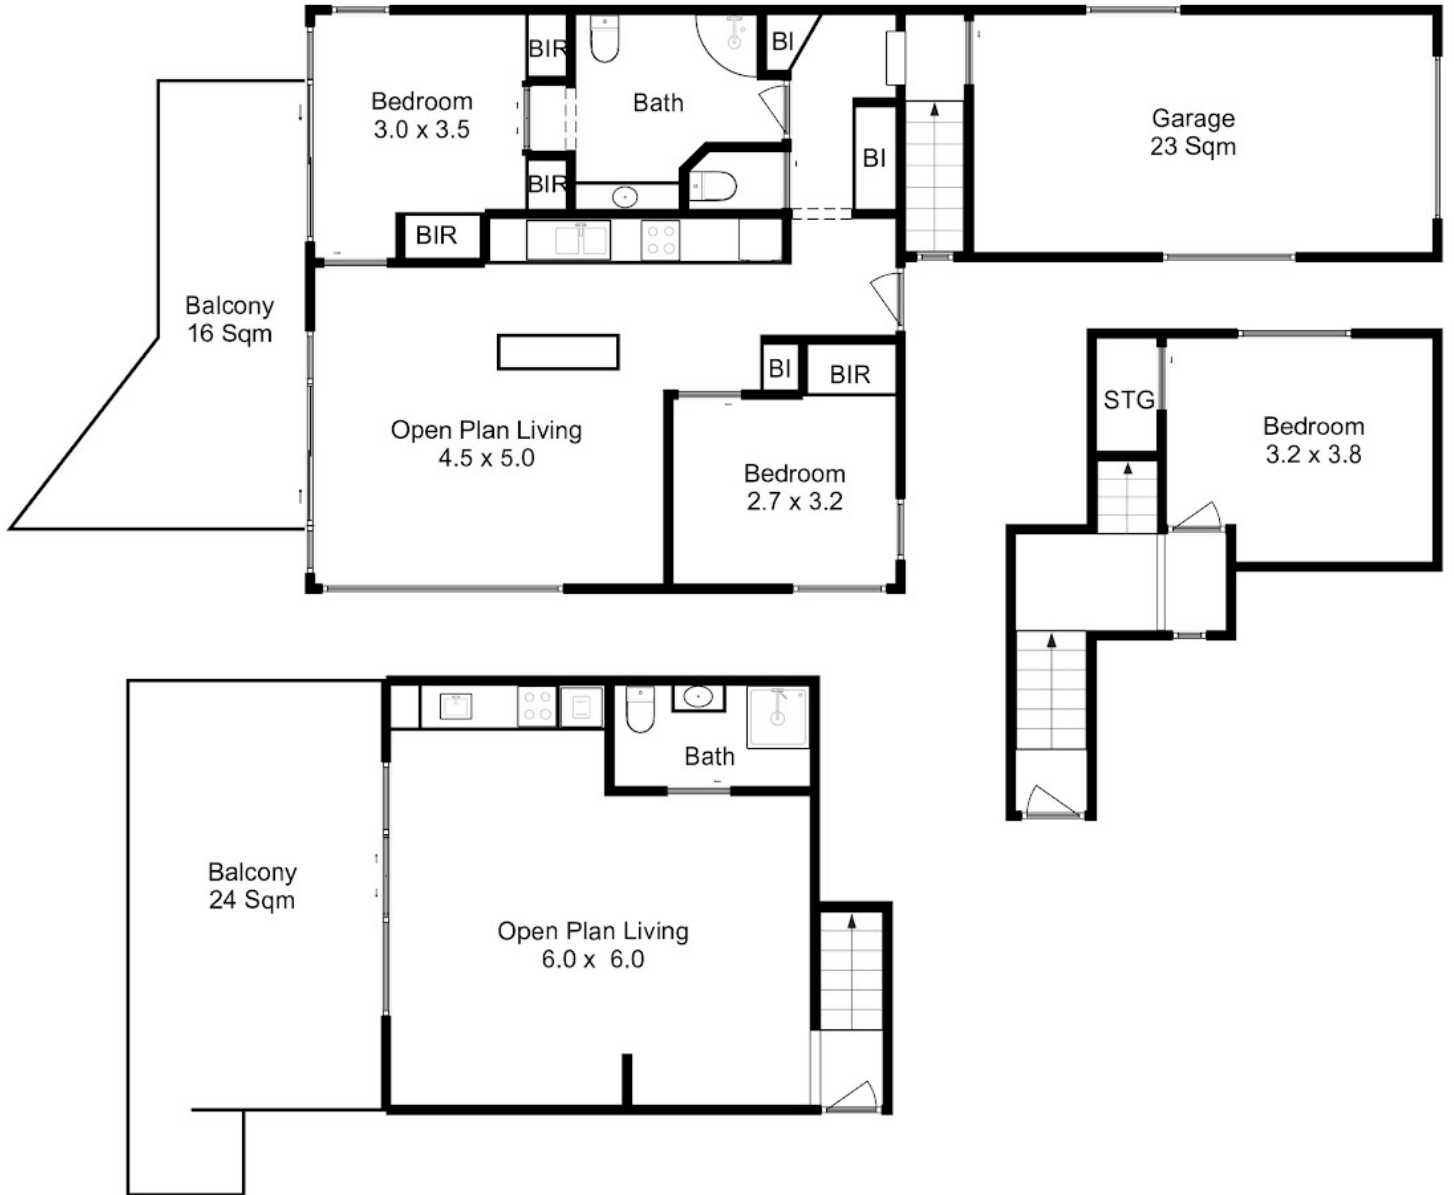 BIR
BI
Bedroom
3.0 x 3.5
Bath
Garage
23 Sqm
BI
BIR
BIR
Balcony
16 Sqm
BI
BIR
STG
Open Plan Living
4.5 x 5.0
Bedroom
3.2 x 3.8
Bedroom
2.7 x 3.2
Bath
Balcony
24 Sqm
Open Plan Living
6.0 x 6.0